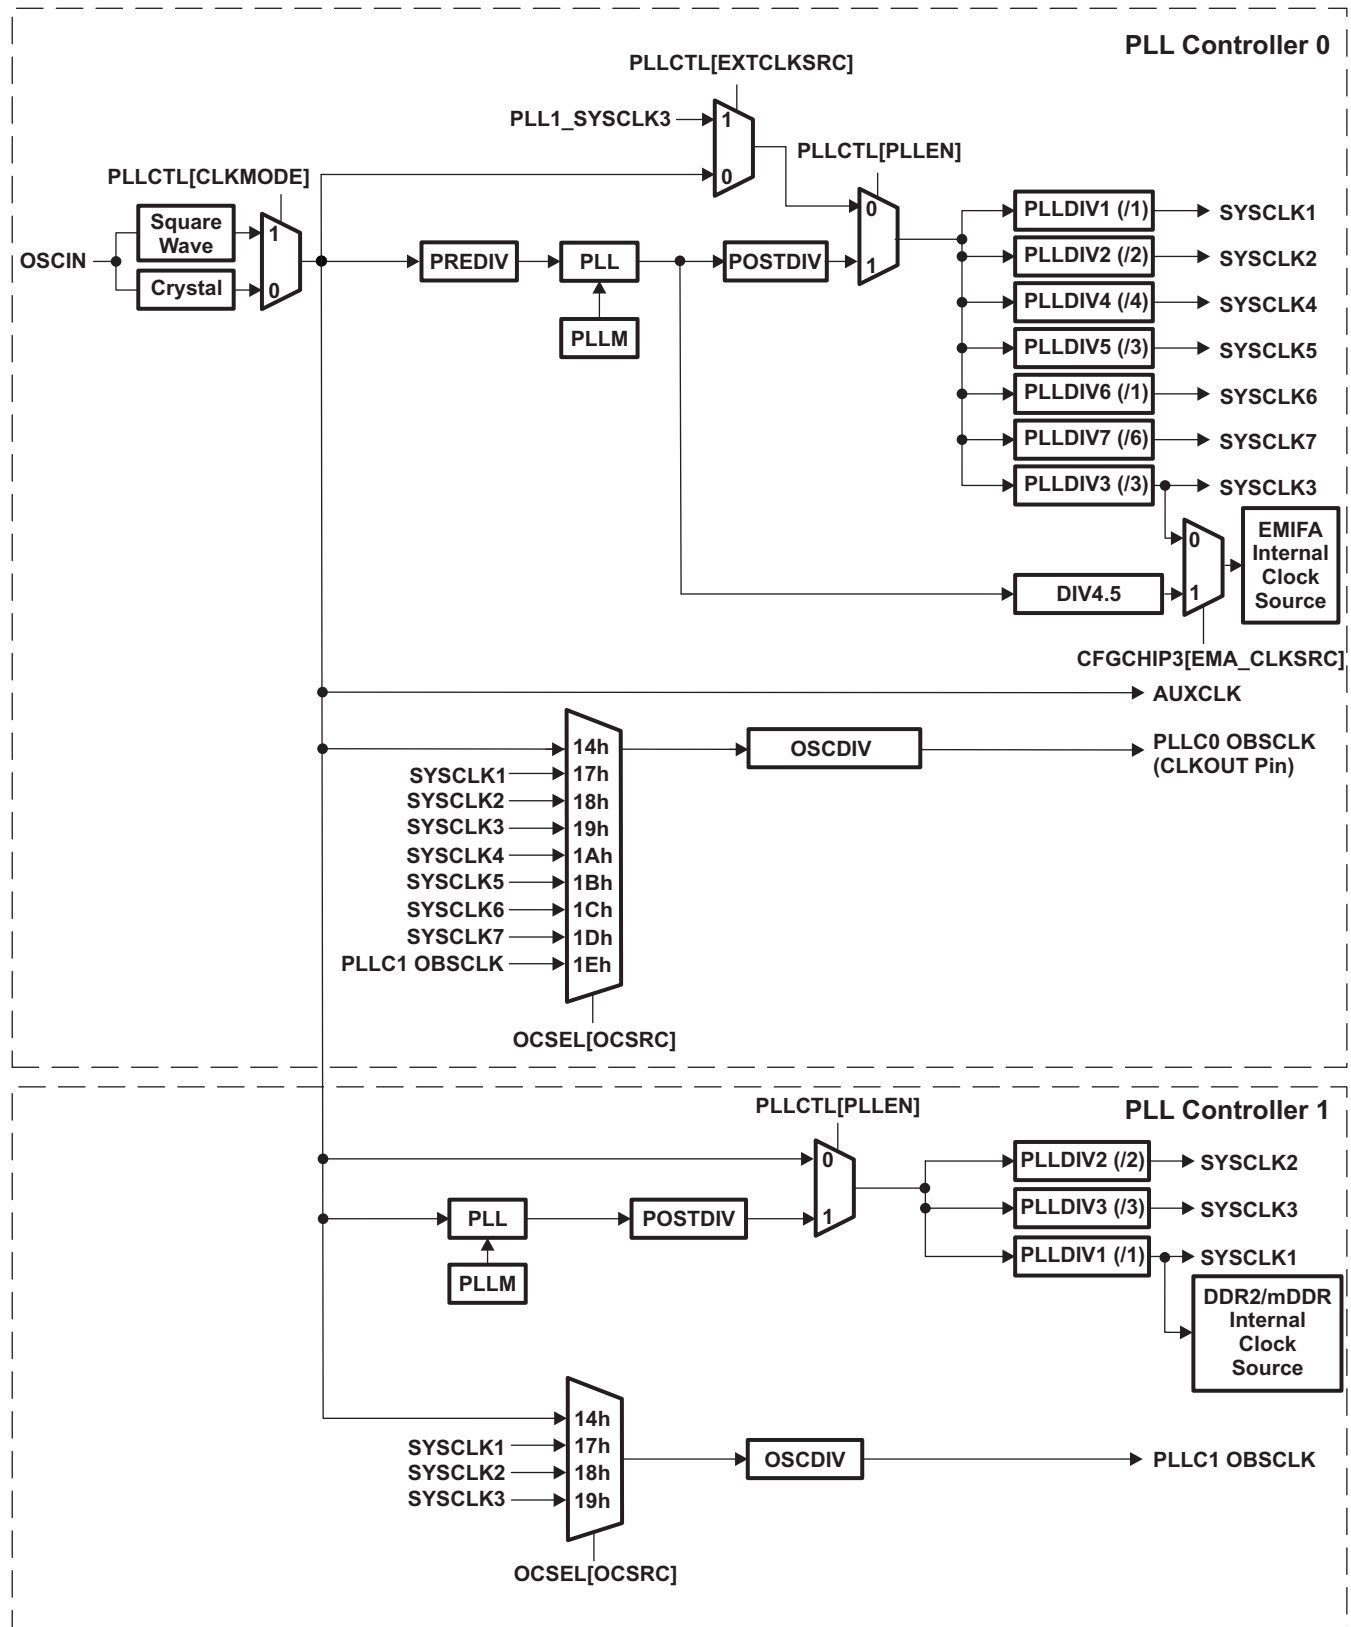 PLL Controller 0
PLLCTL[EXTCLKSRC]
PLL1_SYSCLK3
1
0
PLLCTL[PLLEN]
PLLCTL[CLKMODE]
OSCIN
Square
Wave
Crystal
1
0
PREDIV
PLL
PLLM
POSTDIV
0
1
PLLDIV1 (/1)
SYSCLK1
PLLDIV2 (/2)
SYSCLK2
PLLDIV4 (/4)
SYSCLK4
PLLDIV5 (/3)
SYSCLK5
PLLDIV6 (/1)
SYSCLK6
PLLDIV7 (/6)
SYSCLK7
PLLDIV3 (/3)
SYSCLK3
0
1
EMIFA
Internal
Clock
Source
DIV4.5
CFGCHIP3[EMA_CLKSRC]
AUXCLK
14h
SYSCLK1
17h
SYSCLK2
18h
SYSCLK3
19h
SYSCLK4
1Ah
SYSCLK5
1Bh
SYSCLK6
1Ch
SYSCLK7
1Dh
PLLC1 OBSCLK
1Eh
OSCDIV
PLLC0 OBSCLK
(CLKOUT Pin)
OCSEL[OCSRC]
PLL Controller 1
PLLCTL[PLLEN]
0
1
PLL
PLLM
POSTDIV
PLLDIV2 (/2)
SYSCLK2
PLLDIV3 (/3)
SYSCLK3
PLLDIV1 (/1)
SYSCLK1
DDR2/mDDR
Internal
Clock
Source
14h
SYSCLK1
17h
SYSCLK2
18h
SYSCLK3
19h
OSCDIV
PLLC1 OBSCLK
OCSEL[OCSRC]